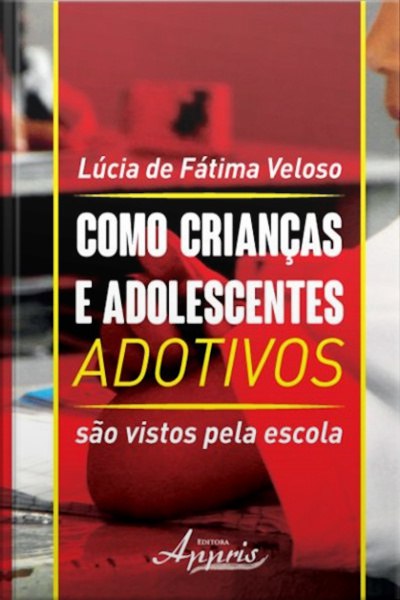 Lúcia de Fátima Veloso
COMO CRIANÇAS
E ADOLESCENTES
ADOTIVOS
são vistos pela escola
EDITORA
Appris